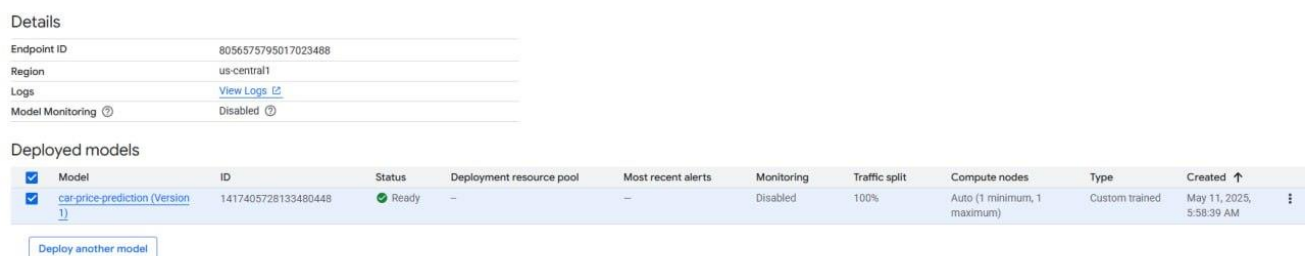 Details
Endpoint ID 8056575795017023488
Region us-central1
Logs View Logs
Model Monitoring Disabled
Deployed models
Model ID Status Deployment resource pool Most recent alerts Monitoring Traffic split Compute nodes Type Created
car-price-prediction (Version 1417405728133480448 Ready – – Disabled 100% Auto (1 minimum, 1 Custom trained May 11, 2025,
1) maximum) 5:58:39 AM
Deploy another model